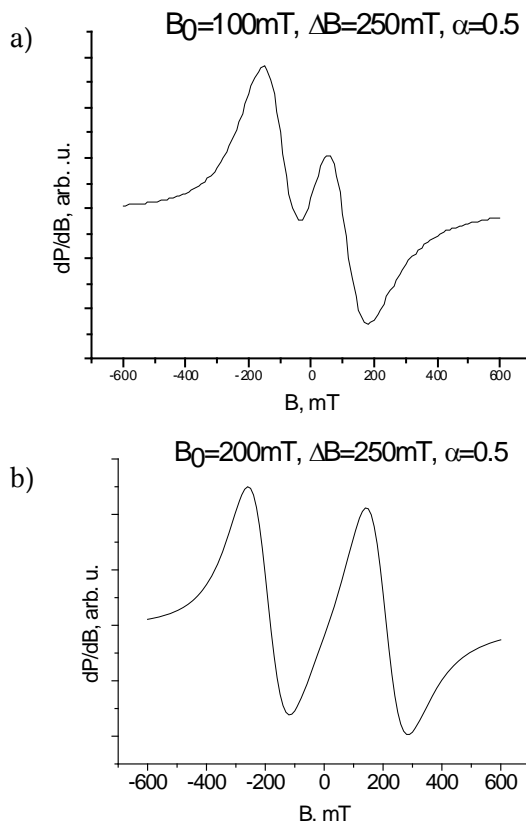 a)
B0=100mT, ΔB=250mT, α=0.5
dP/dB, arb. .u.
-600 -400 -200 0 200 400 600
B, mT
b)
B0=200mT, ΔB=250mT, α=0.5
dP/dB, arb. u.
-600 -400 -200 0 200 400 600
B, mT